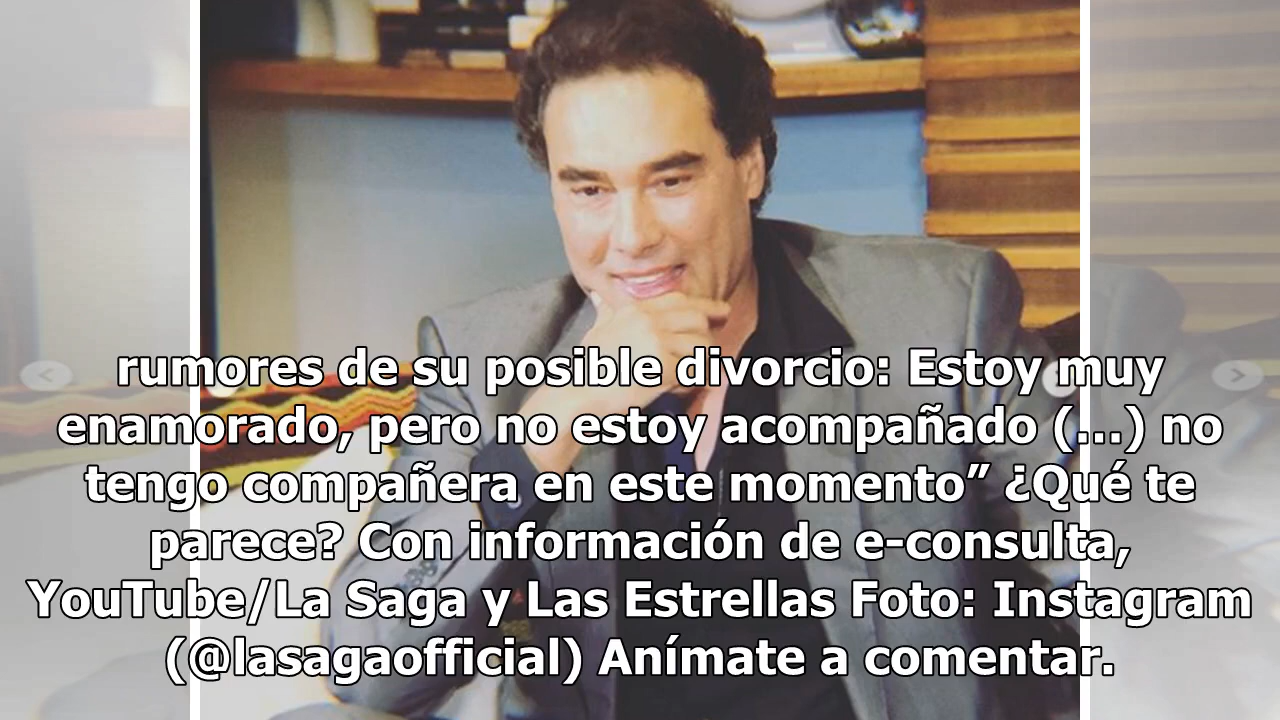 rumores de su posible divorcio: Estoy muy
enamorado, pero no estoy acompañado (...) no
tengo compañera en este momento” ¿Qué te
parece? Con información de e-consulta,
YouTube/La Saga y Las Estrellas Foto: Instagram
(@lasagaofficial) Anímate a comentar.